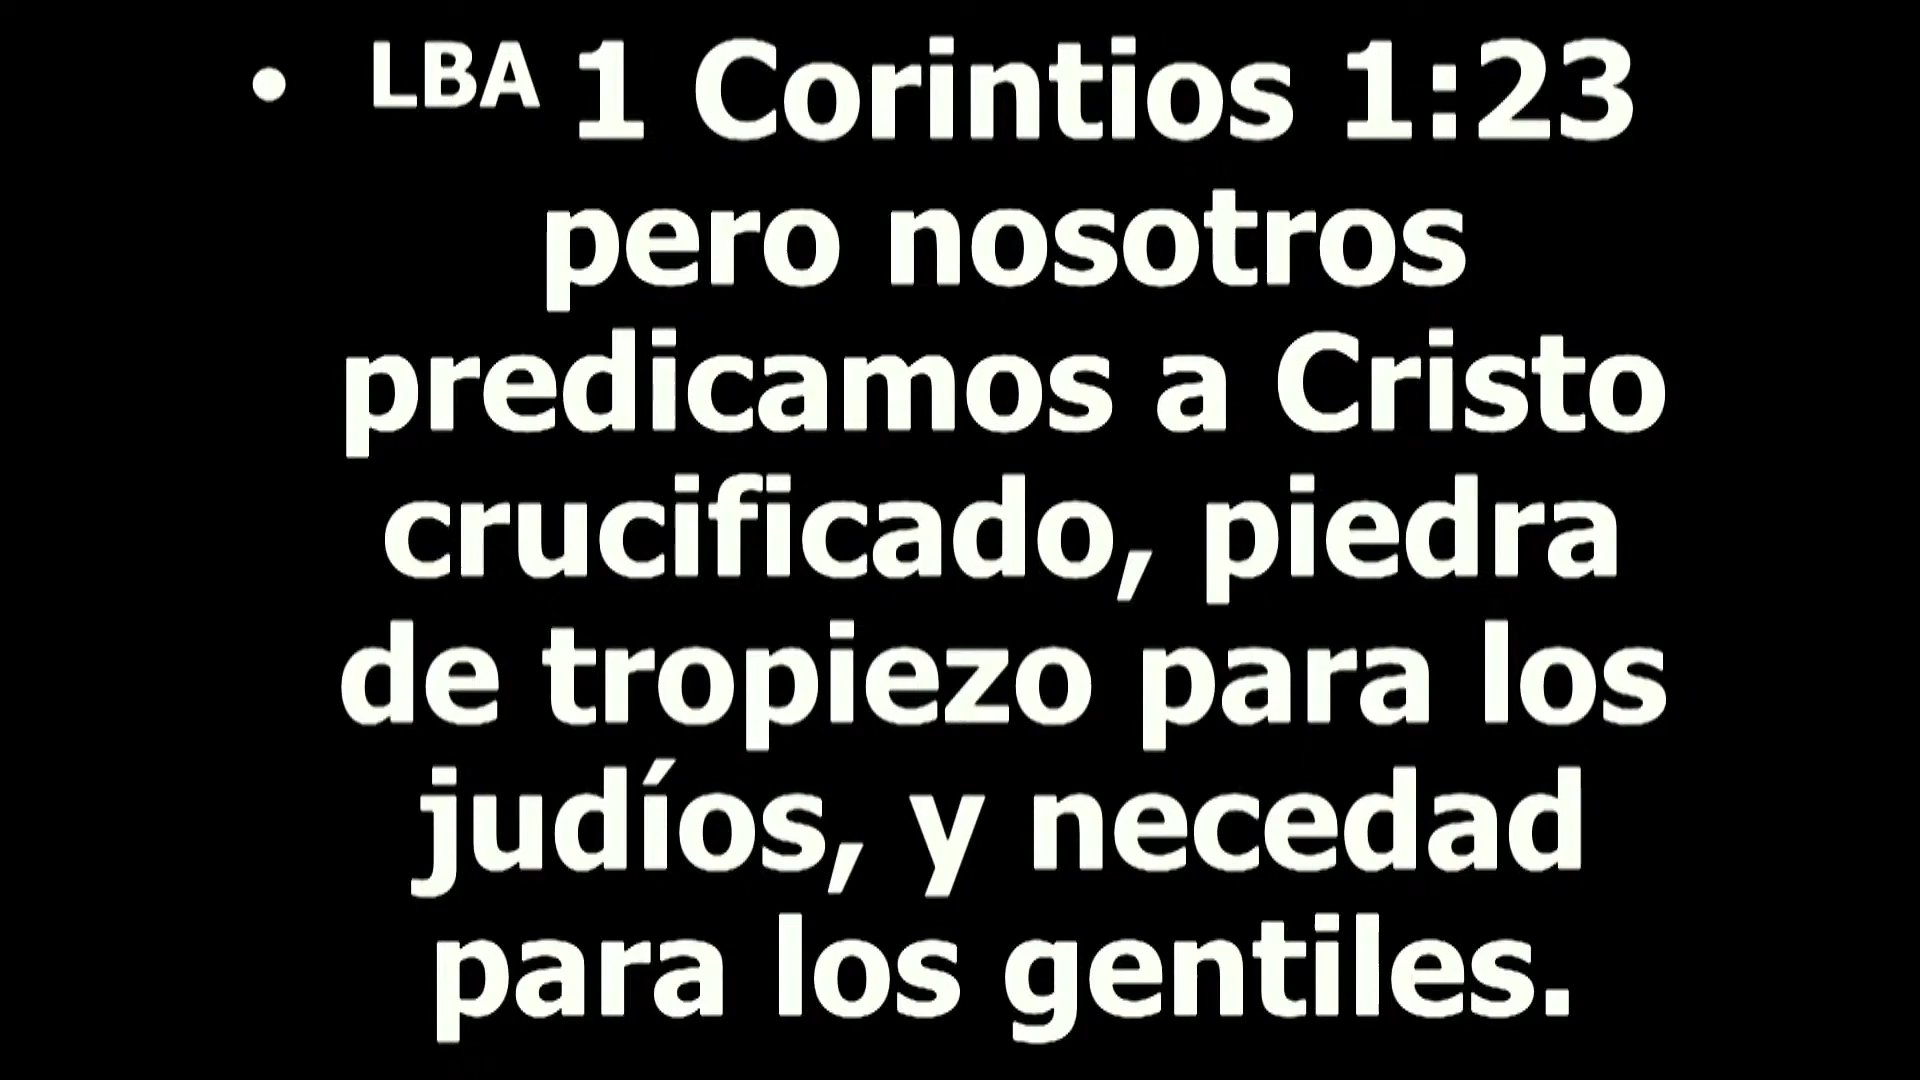 • LBA 1 Corintios 1:23
pero nosotros
predicamos a Cristo
crucificado, piedra
de tropiezo para los
judíos, y necedad
para los gentiles.